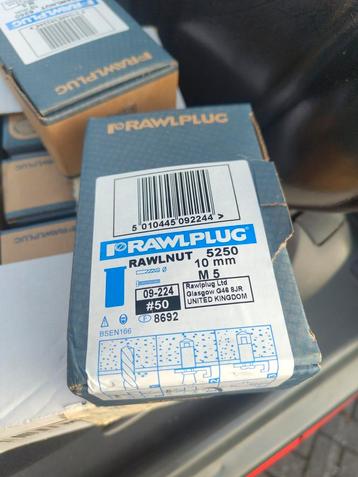 RAWLPLUG
RAWLPLUG
RAWLPLUG
5 010445 092244 >
RAWLPLUG
RAWLNUT 5250
10 mm
M 5
09-224
#50
8692
Rawlplug Ltd
Glasgow G46 8JR
UNITED KINGDOM
BSEN166